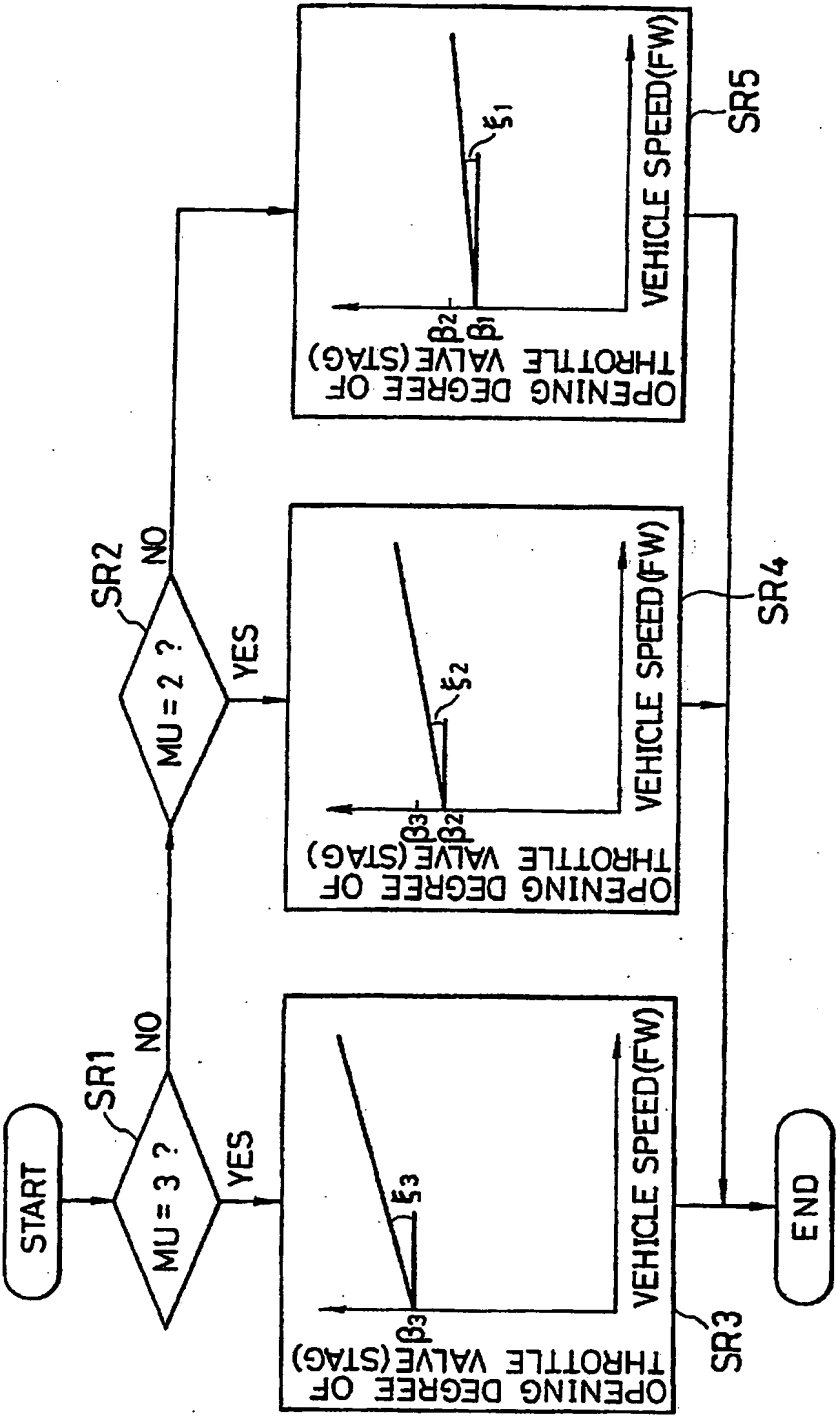 START
MU = 3 ?
SR1
NO
YES
OPENING DEGREE OF
THROTTLE VALVE(STAG)
β3
ξ3
VEHICLE SPEED(FW)
SR3
MU = 2 ?
SR2
NO
YES
OPENING DEGREE OF
THROTTLE VALVE(STAG)
β3
β2
ξ2
VEHICLE SPEED(FW)
SR4
OPENING DEGREE OF
THROTTLE VALVE(STAG)
β2
β1
ξ1
VEHICLE SPEED(FW)
SR5
END